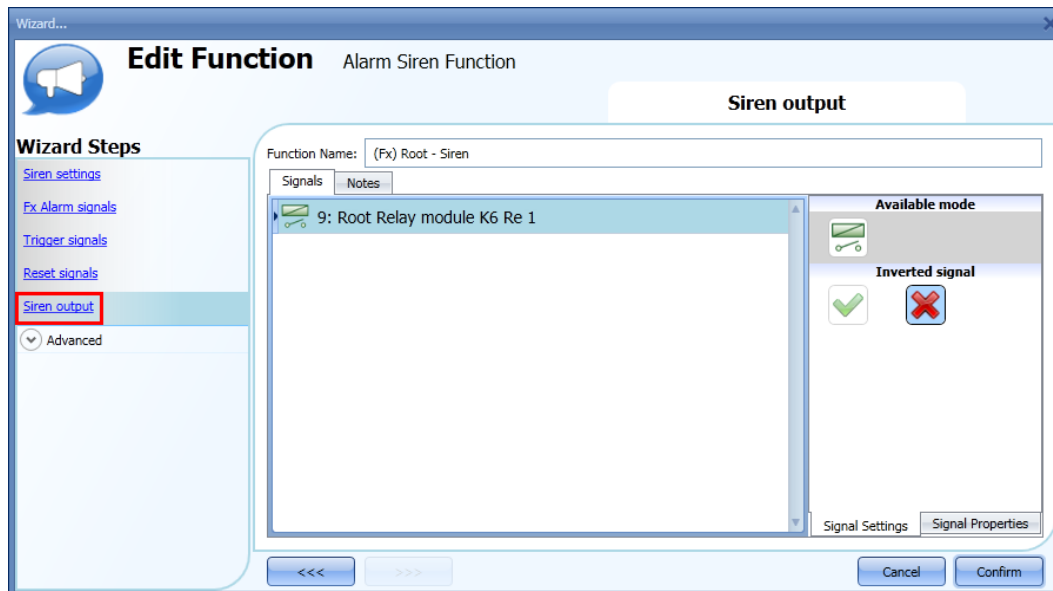 Wizard...
Edit Function Alarm Siren Function
Siren output
Wizard Steps
Siren settings
Fx Alarm signals
Trigger signals
Reset signals
Siren output
Advanced
Function Name: (Fx) Root - Siren
Signals Notes
9: Root Relay module K6 Re 1
Available mode
Inverted signal
Signal Settings Signal Properties
<<< >>> Cancel Confirm